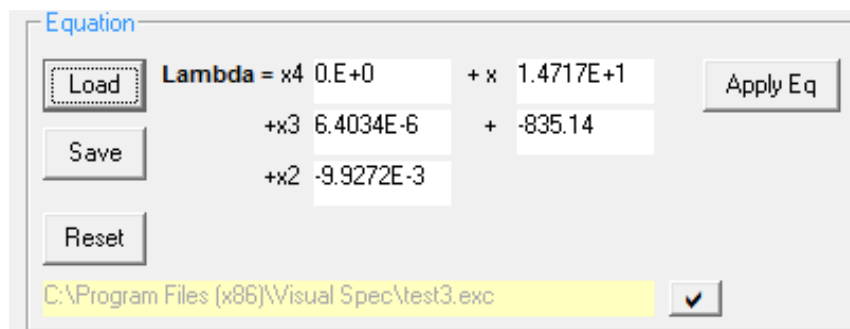 Equation
Load Lambda = x4 0.E+0 + x 1.4717E+1 Apply Eq
+x3 6.4034E-6 + -835.14
Save
+x2 -9.9272E-3
Reset
C:\Program Files (x86)\Visual Spec\test3.exc